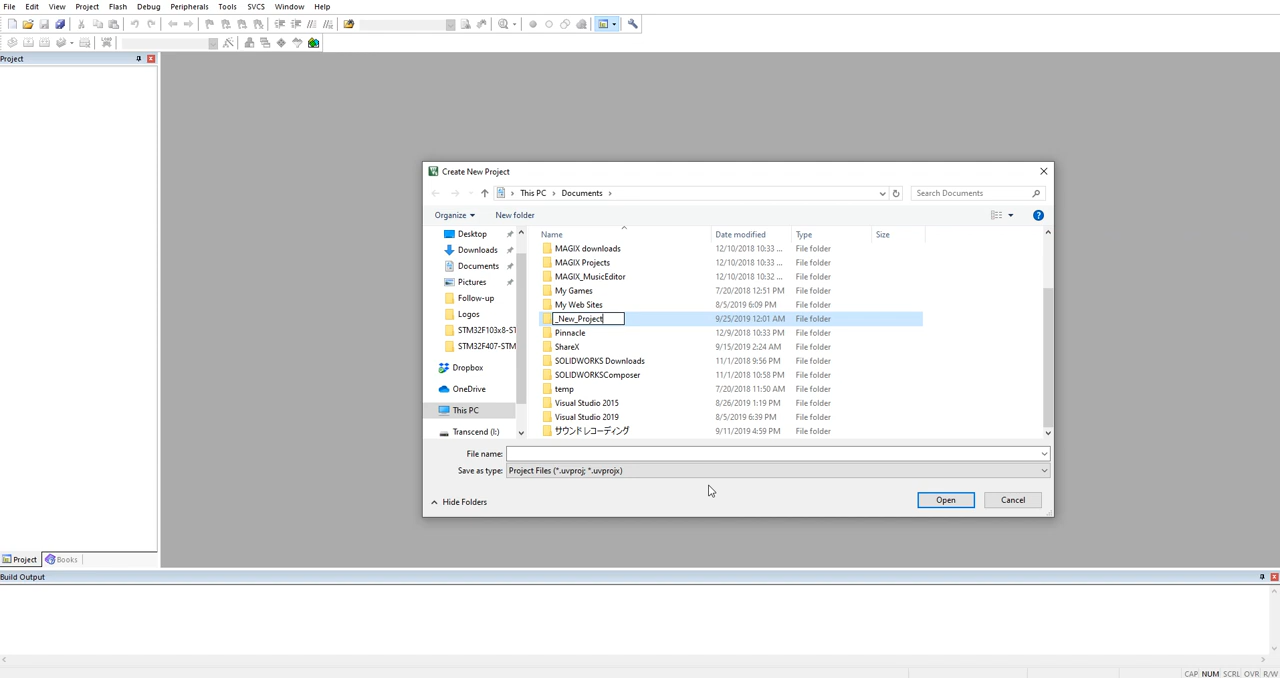 File Edit View Project Flash Debug Peripherals Tools SVCS Window Help
LOAD
Project
Create New Project
This PC Documents
Search Documents
Organize New folder
Name Date modified Type Size
Desktop
Downloads
Documents
Pictures
Follow-up
Logos
STM32F103x8-ST
STM32F407-STM
Dropbox
OneDrive
This PC
Transcend (I:)
MAGIX downloads 12/10/2018 10:33 ... File folder
MAGIX Projects 12/10/2018 10:33 ... File folder
MAGIX_MusicEditor 12/10/2018 10:32 ... File folder
My Games 7/20/2018 12:51 PM File folder
My Web Sites 8/5/2019 6:09 PM File folder
_New_Project 9/25/2019 12:01 AM File folder
Pinnacle 12/9/2018 10:33 PM File folder
ShareX 9/15/2019 2:24 AM File folder
SOLIDWORKS Downloads 11/1/2018 9:56 PM File folder
SOLIDWORKSComposer 11/1/2018 10:58 PM File folder
temp 7/20/2018 11:50 AM File folder
Visual Studio 2015 8/26/2019 1:19 PM File folder
Visual Studio 2019 8/5/2019 6:39 PM File folder
サウンド レコーディング 9/11/2019 4:59 PM File folder
File name:
Save as type: Project Files (*.uvproj; *.uvprojx)
Hide Folders Open Cancel
Project Books
Build Output
CAP NUM SCRL OVR R/W